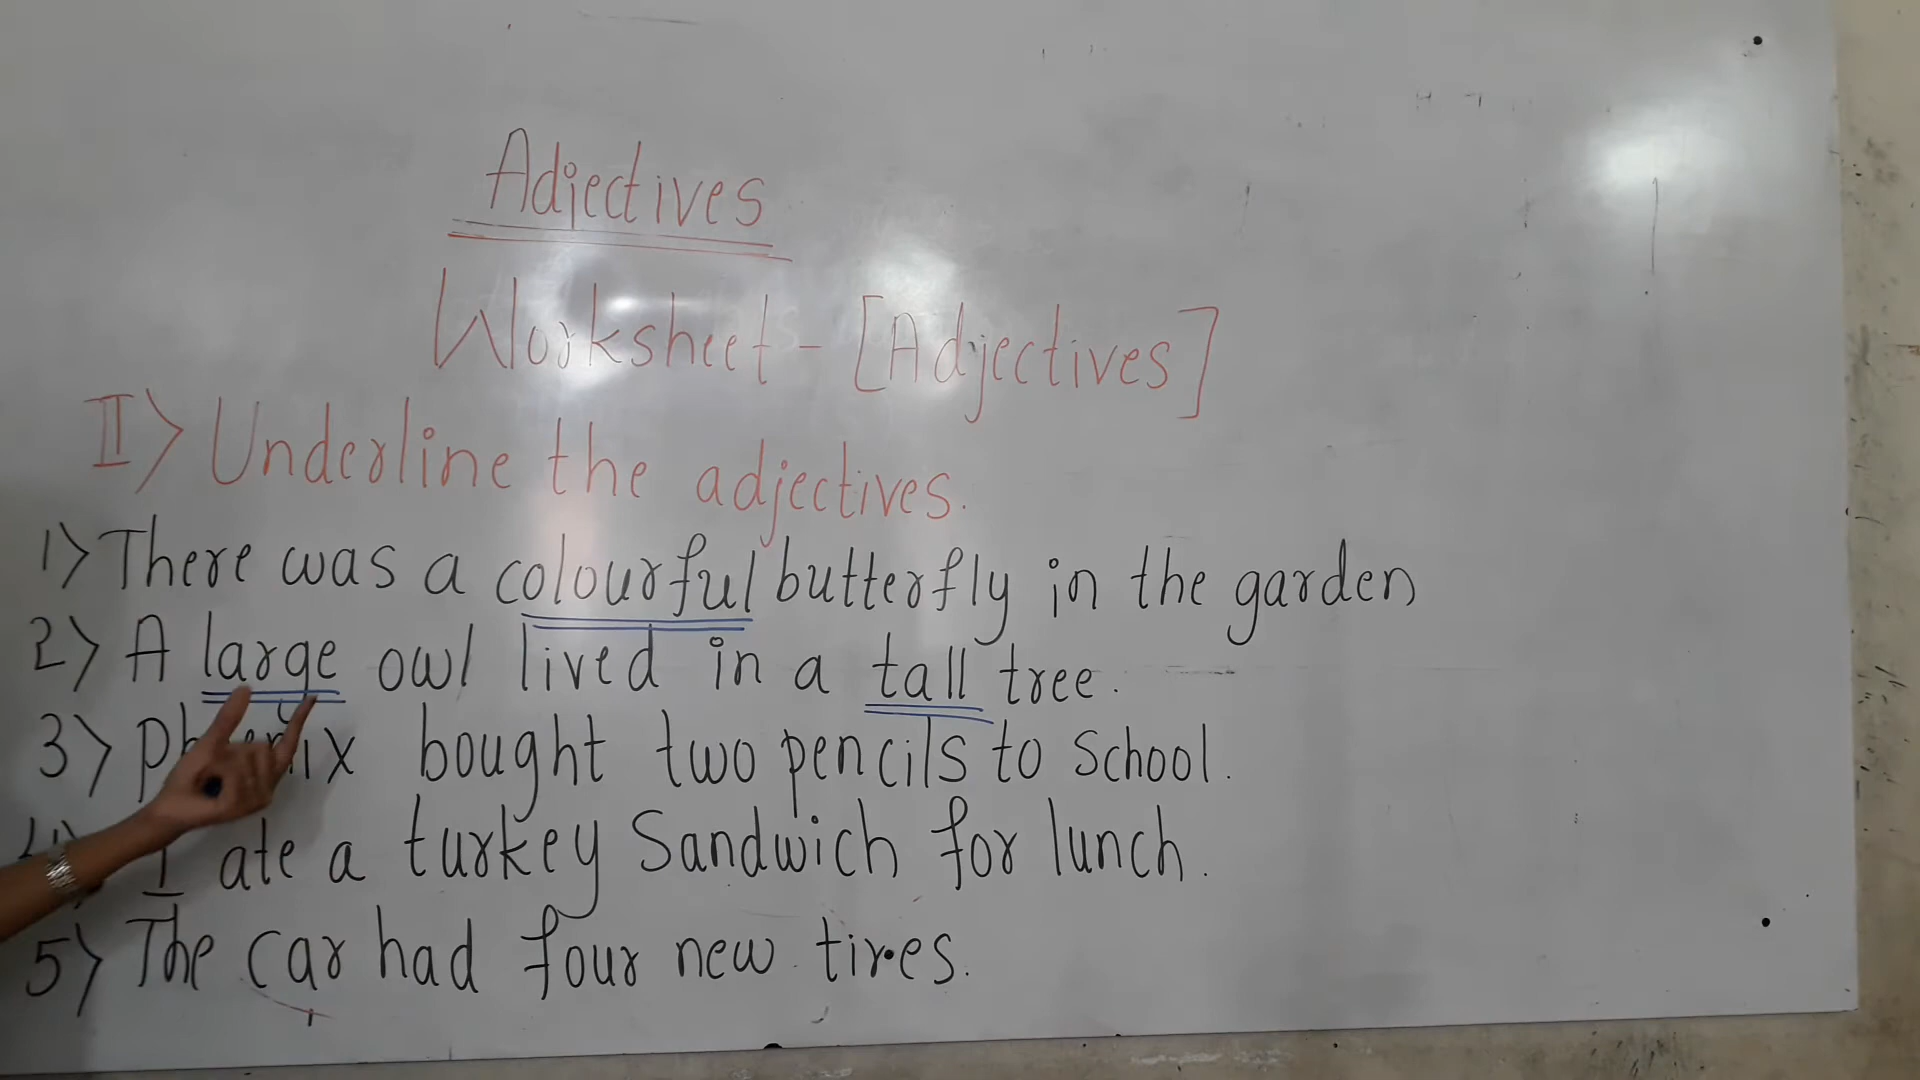 Adjectives
Worksheet - [Adjectives]
II> Underline the adjectives.
1> There was a colourful butterfly in the garden
2> A large owl lived in a tall tree.
3> bought two pencils to School.
I ate a turkey Sandwich for lunch.
5> The car had four new tires.